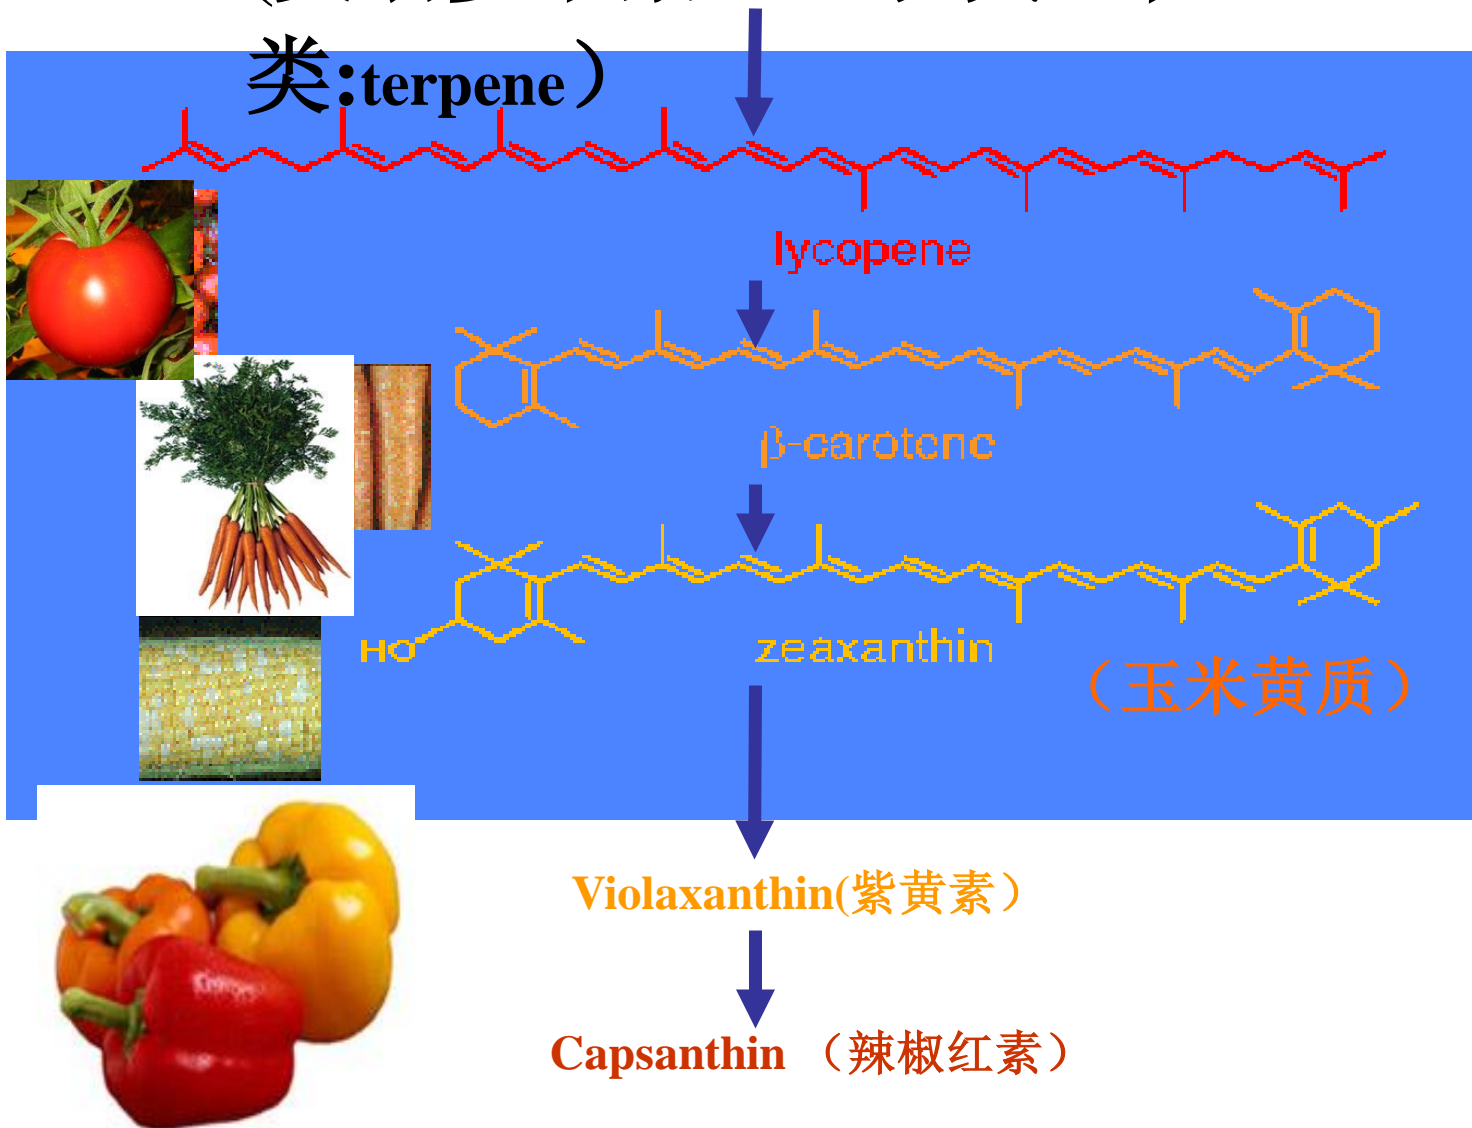 类:terpene）
lycopene
β-carotene
HO
zeaxanthin
（玉米黄质）
Violaxanthin(紫黄素）
Capsanthin （辣椒红素）